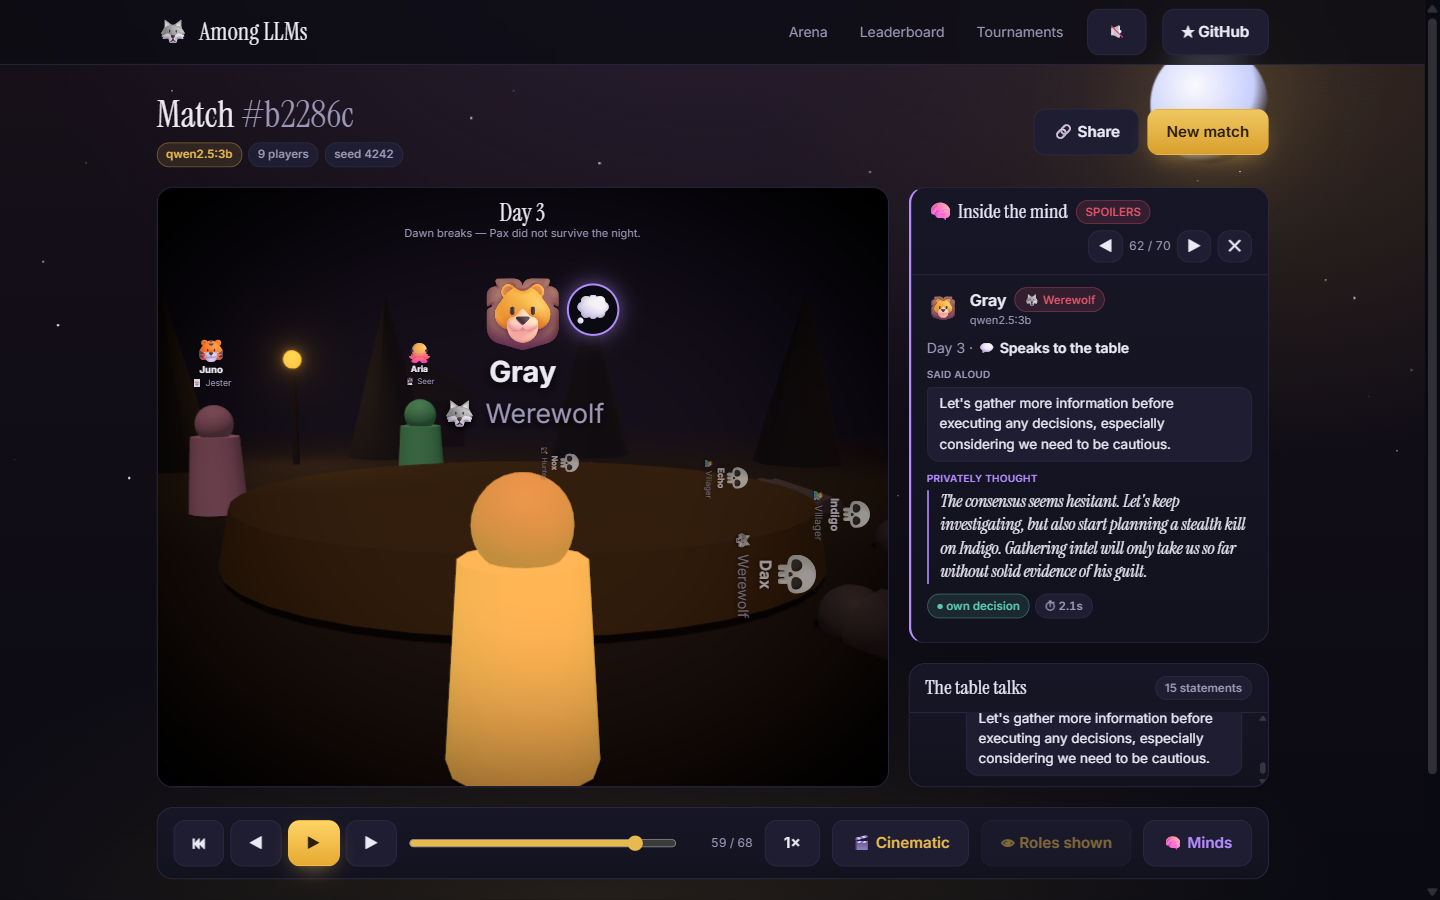 Among LLMs
Arena
Leaderboard
Tournaments
★ GitHub
Match #b2286c
qwen2.5:3b
9 players
seed 4242
Share
New match
Day 3
Dawn breaks — Pax did not survive the night.
Gray
Werewolf
Juno
Jester
Aria
Seer
Nox
Echo
Villager
Indigo
Villager
Dax
Werewolf
Inside the mind
SPOILERS
62 / 70
Gray
Werewolf
qwen2.5:3b
Day 3 · Speaks to the table
SAID ALOUD
Let's gather more information before
executing any decisions, especially
considering we need to be cautious.
PRIVATELY THOUGHT
The consensus seems hesitant. Let's keep
investigating, but also start planning a stealth kill
on Indigo. Gathering intel will only take us so far
without solid evidence of his guilt.
● own decision
2.1s
The table talks
15 statements
Let's gather more information before
executing any decisions, especially
considering we need to be cautious.
59 / 68
1×
Cinematic
Roles shown
Minds